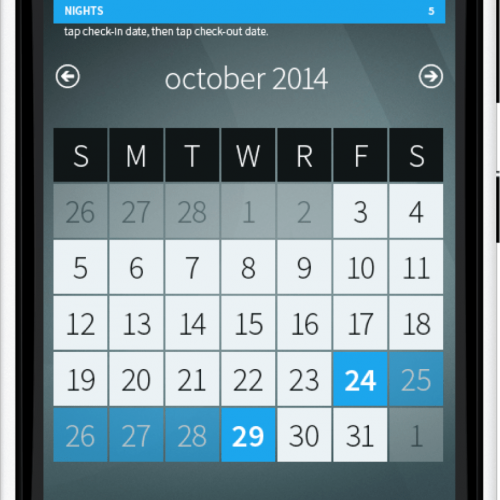 NIGHTS 5
tap check-in date, then tap check-out date.
october 2014
S M T W R F S
26 27 28 1 2 3 4
5 6 7 8 9 10 11
12 13 14 15 16 17 18
19 20 21 22 23 24 25
26 27 28 29 30 31 1